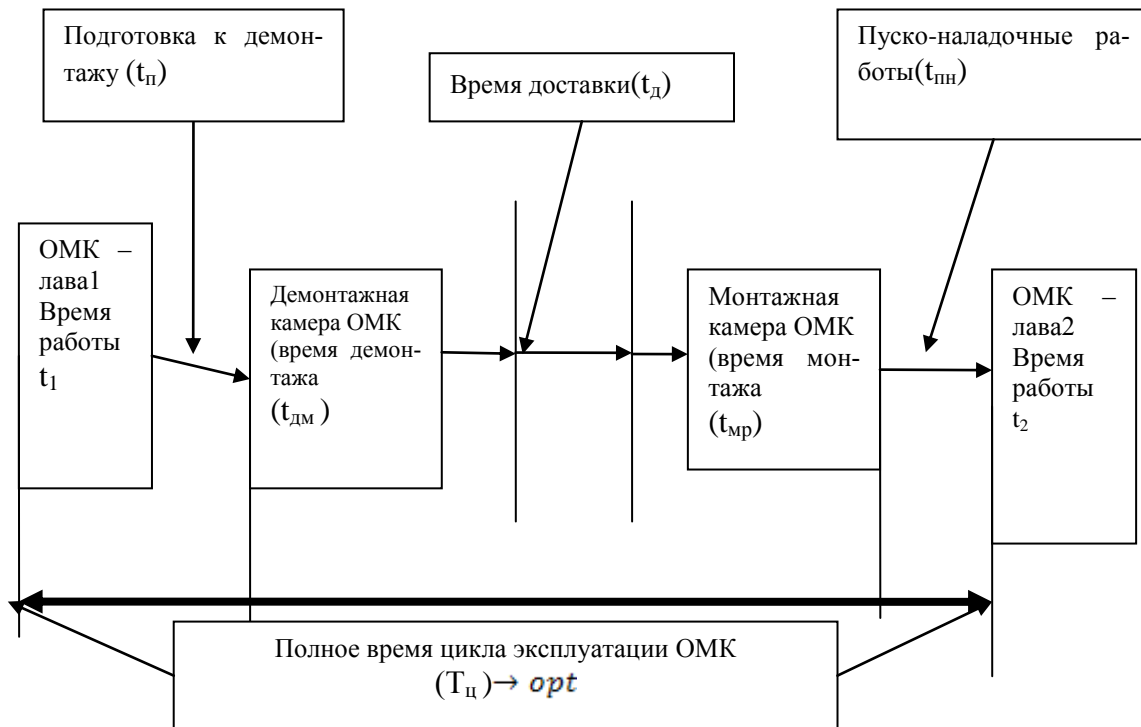 Подготовка к демон-
тажу (tп)
Время доставки(tд)
Пуско-наладочные ра-
боты(tпн)
ОМК –
лава1
Время
работы
t1
Демонтажная
камера ОМК
(время демон-
тажа
(tдм )
Монтажная
камера ОМК
(время мон-
тажа
(tмр)
ОМК –
лава2
Время
работы
t2
Полное время цикла эксплуатации ОМК
(Тц )→ opt